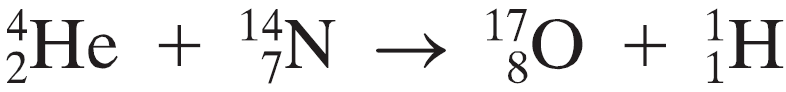 ⁴₂He + ¹⁴₇N → ¹⁷₈O + ¹₁H